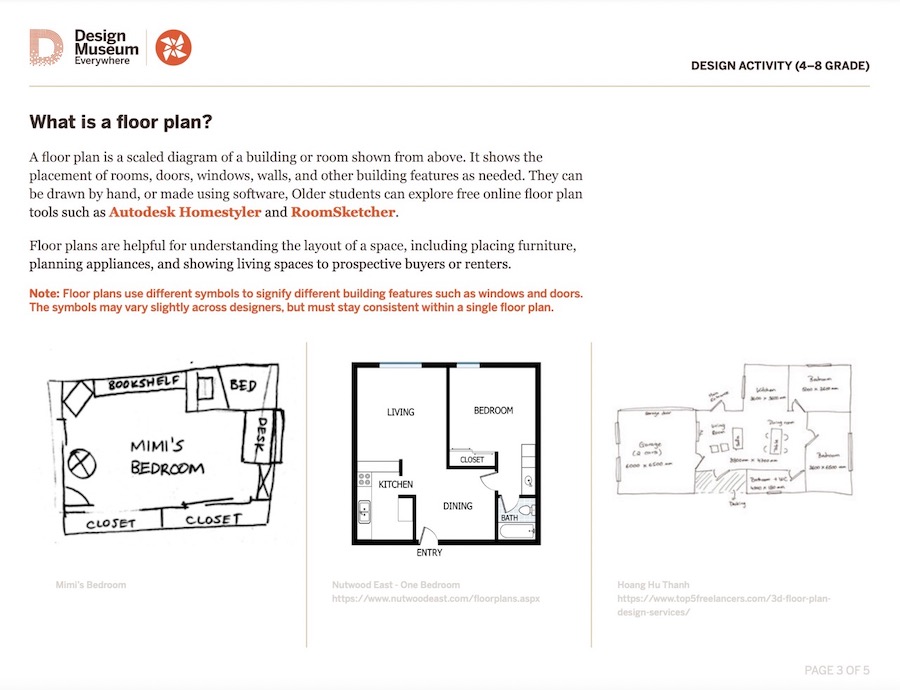 Design
Museum
Everywhere
DESIGN ACTIVITY (4–8 GRADE)
What is a floor plan?
A floor plan is a scaled diagram of a building or room shown from above. It shows the
placement of rooms, doors, windows, walls, and other building features as needed. They can
be drawn by hand, or made using software, Older students can explore free online floor plan
tools such as Autodesk Homestyler and RoomSketcher.
Floor plans are helpful for understanding the layout of a space, including placing furniture,
planning appliances, and showing living spaces to prospective buyers or renters.
Note: Floor plans use different symbols to signify different building features such as windows and doors.
The symbols may vary slightly across designers, but must stay consistent within a single floor plan.
BOOKSHELF
BED
DESK
MIMI'S
BEDROOM
CLOSET
CLOSET
LIVING
BEDROOM
CLOSET
KITCHEN
DINING
BATH
ENTRY
Kitchen
Bedroom
Garage door
Living
Room
Dining room
Garage
(2 cars)
6000 x 6500 mm
Bedroom
Bedroom
Decking
Mimi's Bedroom
Nutwood East - One Bedroom
https://www.nutwoodeast.com/floorplans.aspx
Hoang Hu Thanh
https://www.top5freelancers.com/3d-floor-plan-
design-services/
PAGE 3 OF 5